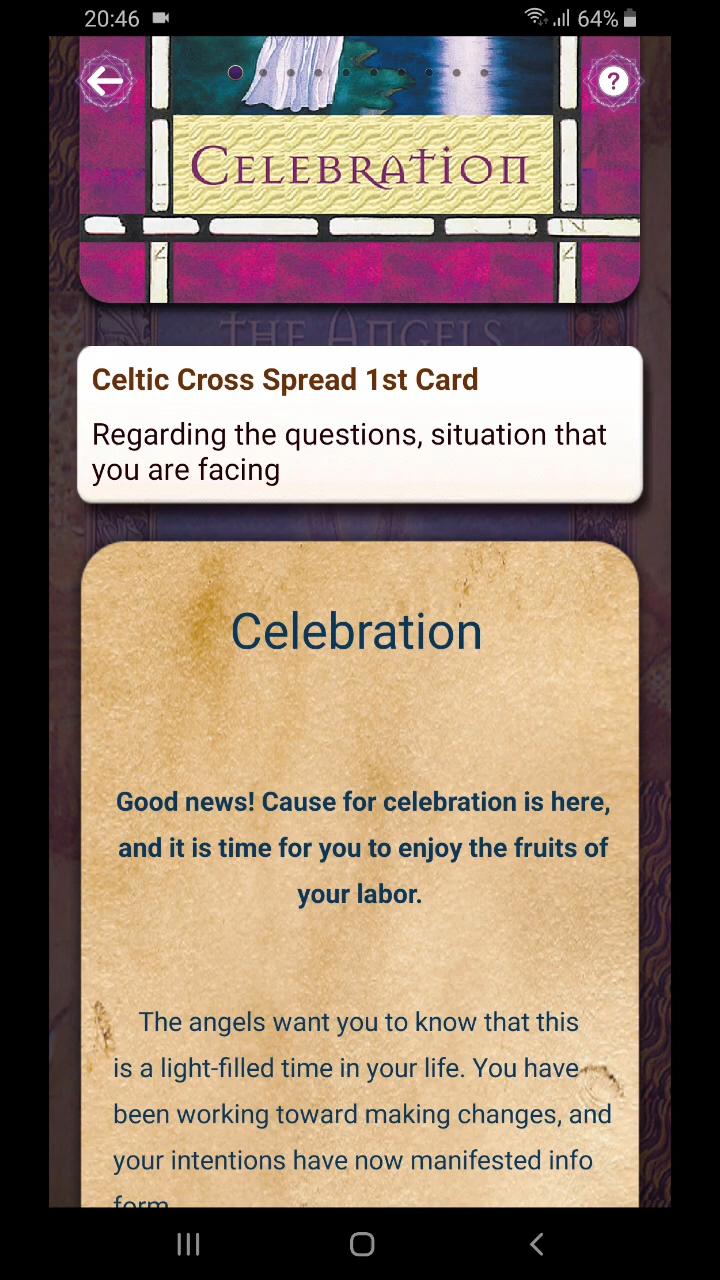 20:46 64%
CELEBRATION
THE ANGELS
Celtic Cross Spread 1st Card
Regarding the questions, situation that
you are facing
Celebration
Good news! Cause for celebration is here,
and it is time for you to enjoy the fruits of
your labor.
The angels want you to know that this
is a light-filled time in your life. You have
been working toward making changes, and
your intentions have now manifested info
form